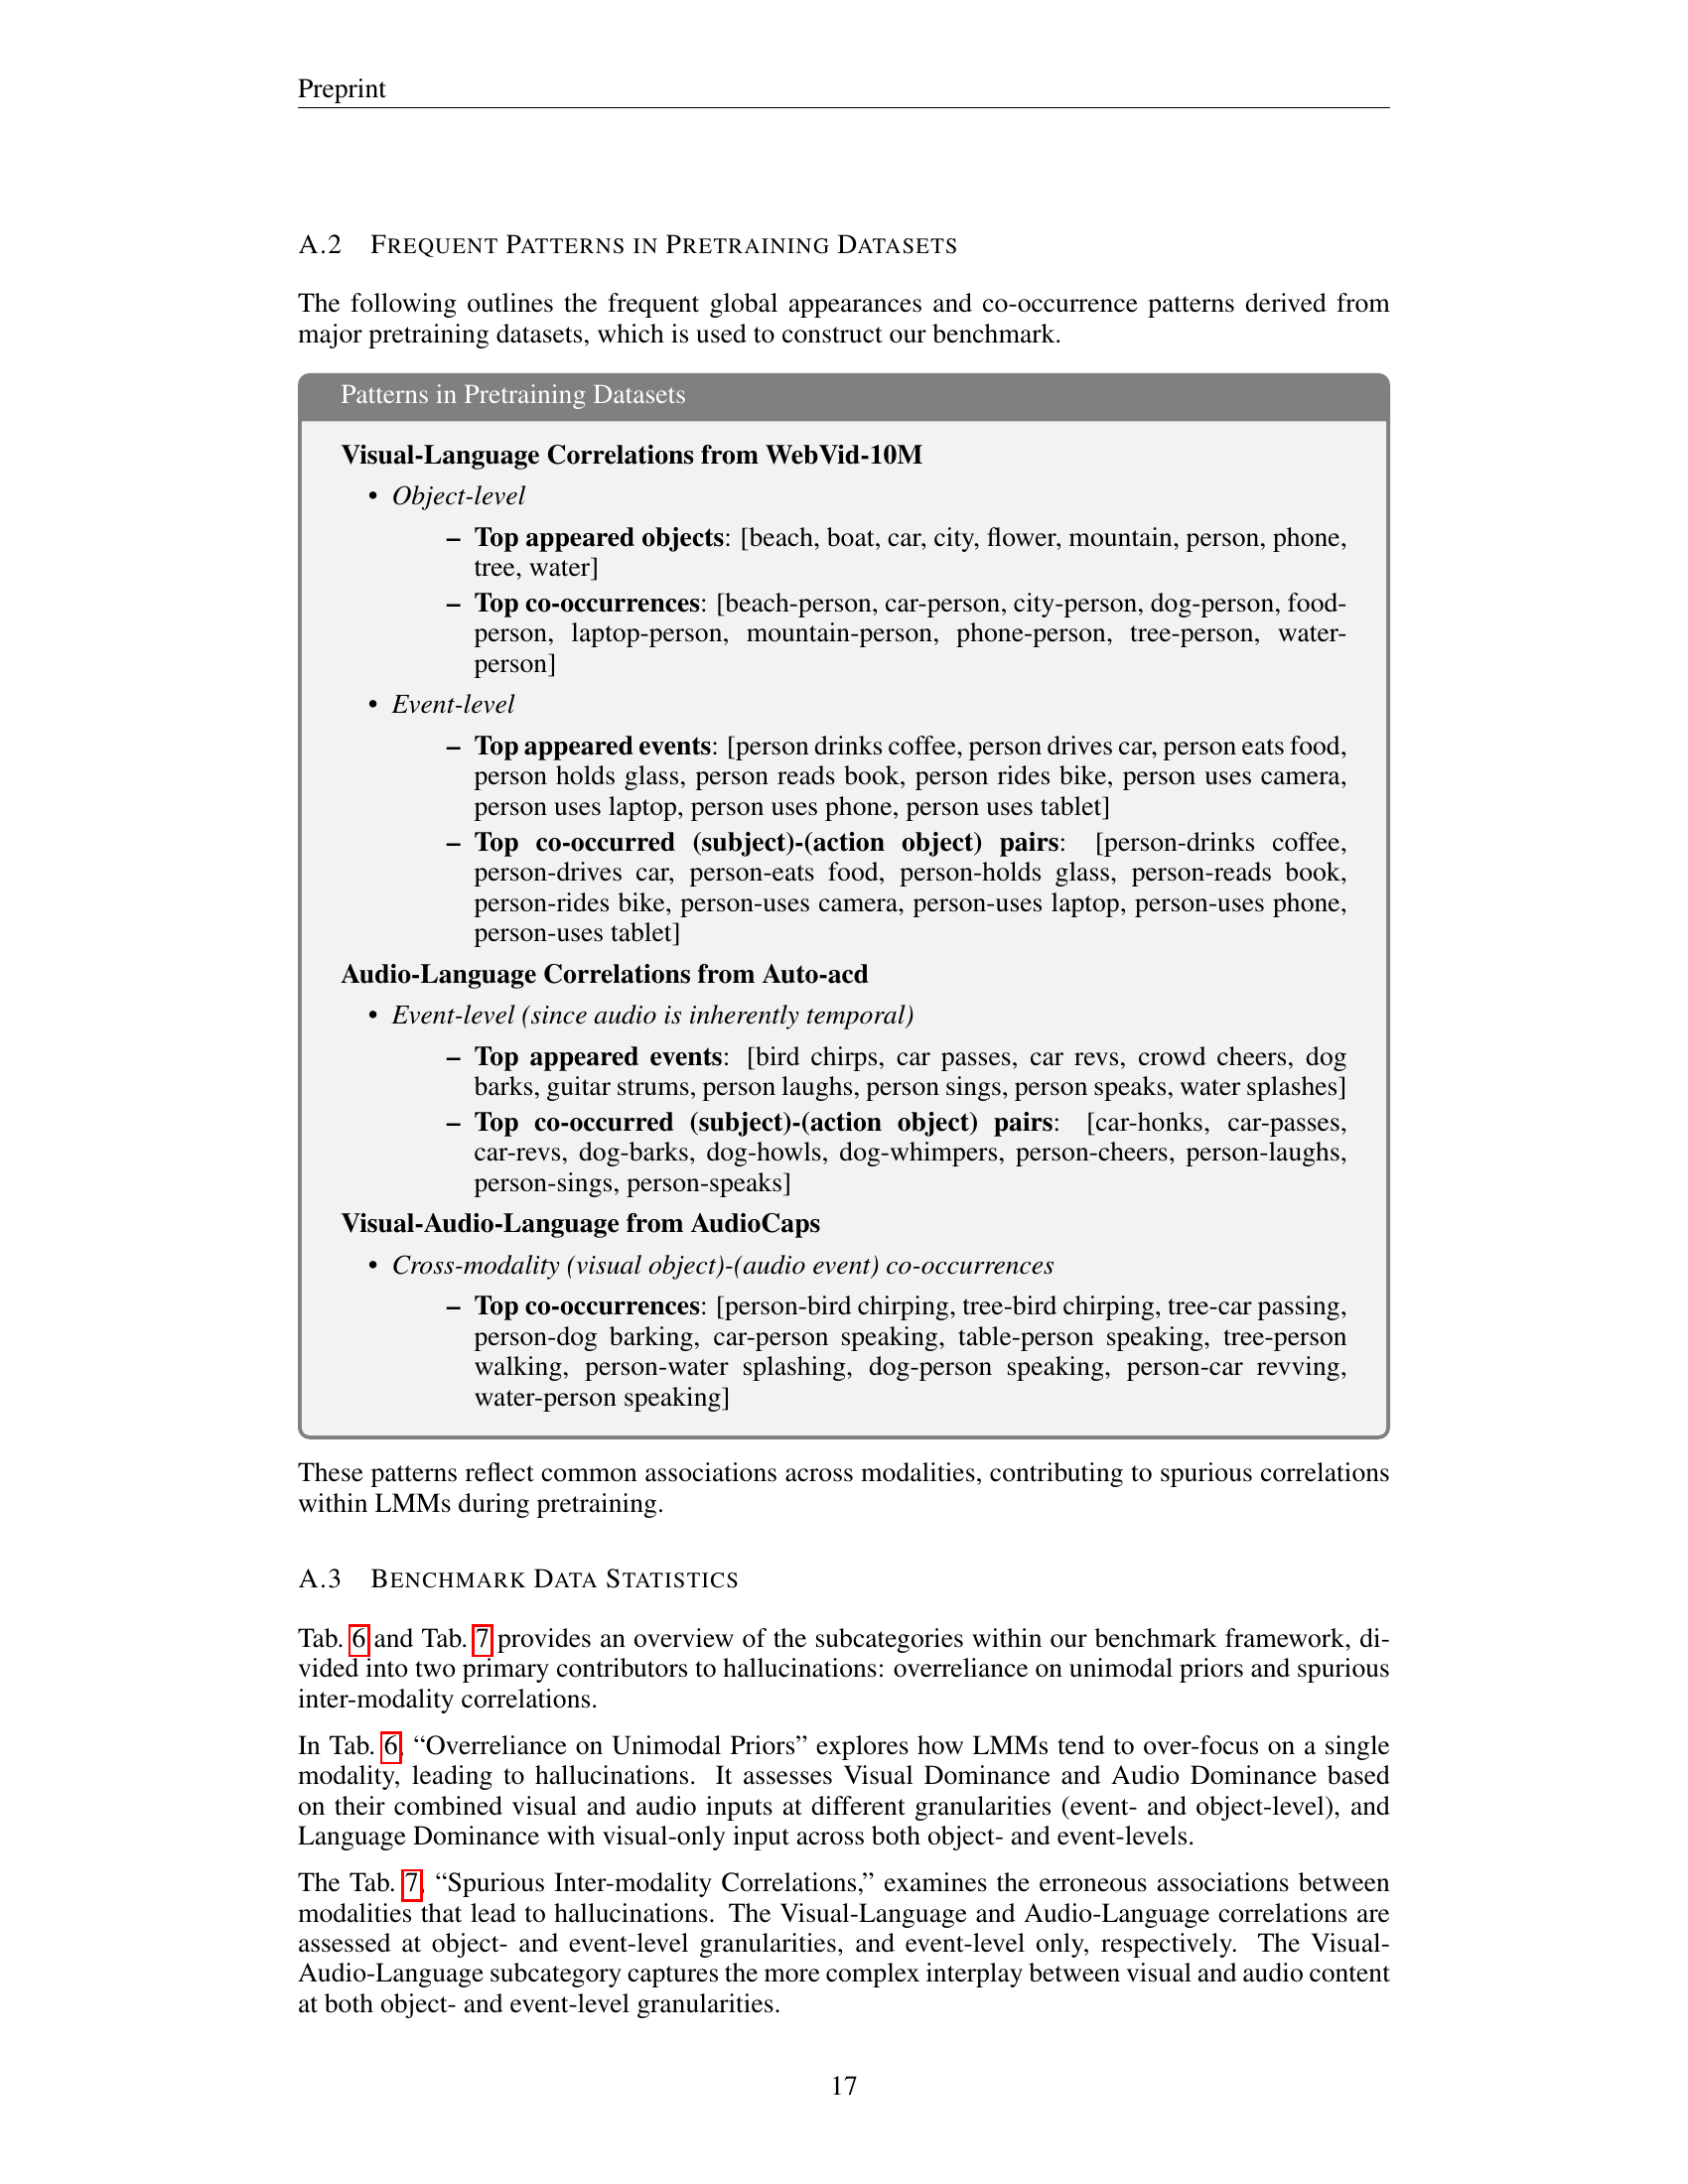 Preprint
A.2 FREQUENT PATTERNS IN PRETRAINING DATASETS
The following outlines the frequent global appearances and co-occurrence patterns derived from
major pretraining datasets, which is used to construct our benchmark.
Patterns in Pretraining Datasets
Visual-Language Correlations from WebVid-10M
• Object-level
– Top appeared objects: [beach, boat, car, city, flower, mountain, person, phone,
tree, water]
– Top co-occurrences: [beach-person, car-person, city-person, dog-person, food-
person, laptop-person, mountain-person, phone-person, tree-person, water-
person]
• Event-level
– Top appeared events: [person drinks coffee, person drives car, person eats food,
person holds glass, person reads book, person rides bike, person uses camera,
person uses laptop, person uses phone, person uses tablet]
– Top co-occurred (subject)-(action object) pairs: [person-drinks coffee,
person-drives car, person-eats food, person-holds glass, person-reads book,
person-rides bike, person-uses camera, person-uses laptop, person-uses phone,
person-uses tablet]
Audio-Language Correlations from Auto-acd
• Event-level (since audio is inherently temporal)
– Top appeared events: [bird chirps, car passes, car revs, crowd cheers, dog
barks, guitar strums, person laughs, person sings, person speaks, water splashes]
– Top co-occurred (subject)-(action object) pairs: [car-honks, car-passes,
car-revs, dog-barks, dog-howls, dog-whimpers, person-cheers, person-laughs,
person-sings, person-speaks]
Visual-Audio-Language from AudioCaps
• Cross-modality (visual object)-(audio event) co-occurrences
– Top co-occurrences: [person-bird chirping, tree-bird chirping, tree-car passing,
person-dog barking, car-person speaking, table-person speaking, tree-person
walking, person-water splashing, dog-person speaking, person-car revving,
water-person speaking]
These patterns reflect common associations across modalities, contributing to spurious correlations
within LMMs during pretraining.
A.3 BENCHMARK DATA STATISTICS
Tab. 6 and Tab. 7 provides an overview of the subcategories within our benchmark framework, di-
vided into two primary contributors to hallucinations: overreliance on unimodal priors and spurious
inter-modality correlations.
In Tab. 6, “Overreliance on Unimodal Priors” explores how LMMs tend to over-focus on a single
modality, leading to hallucinations. It assesses Visual Dominance and Audio Dominance based
on their combined visual and audio inputs at different granularities (event- and object-level), and
Language Dominance with visual-only input across both object- and event-levels.
The Tab. 7, “Spurious Inter-modality Correlations,” examines the erroneous associations between
modalities that lead to hallucinations. The Visual-Language and Audio-Language correlations are
assessed at object- and event-level granularities, and event-level only, respectively. The Visual-
Audio-Language subcategory captures the more complex interplay between visual and audio content
at both object- and event-level granularities.
17